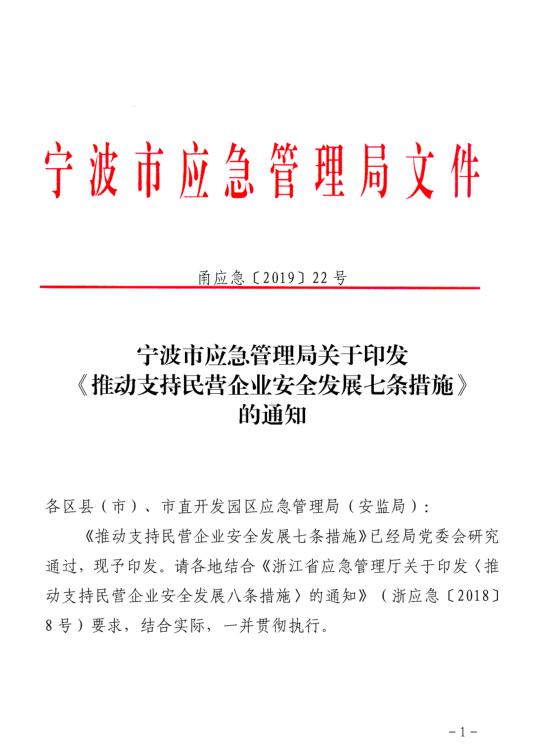 宁波市应急管理局文件
甬应急〔2019〕22 号
宁波市应急管理局关于印发
《推动支持民营企业安全发展七条措施》
的通知
各区县（市）、市直开发园区应急管理局（安监局）：
《推动支持民营企业安全发展七条措施》已经局党委会研究
通过，现予印发。请各地结合《浙江省应急管理厅关于印发〈推
动支持民营企业安全发展八条措施〉的通知》（浙应急〔2018〕
8 号）要求，结合实际，一并贯彻执行。
－1－